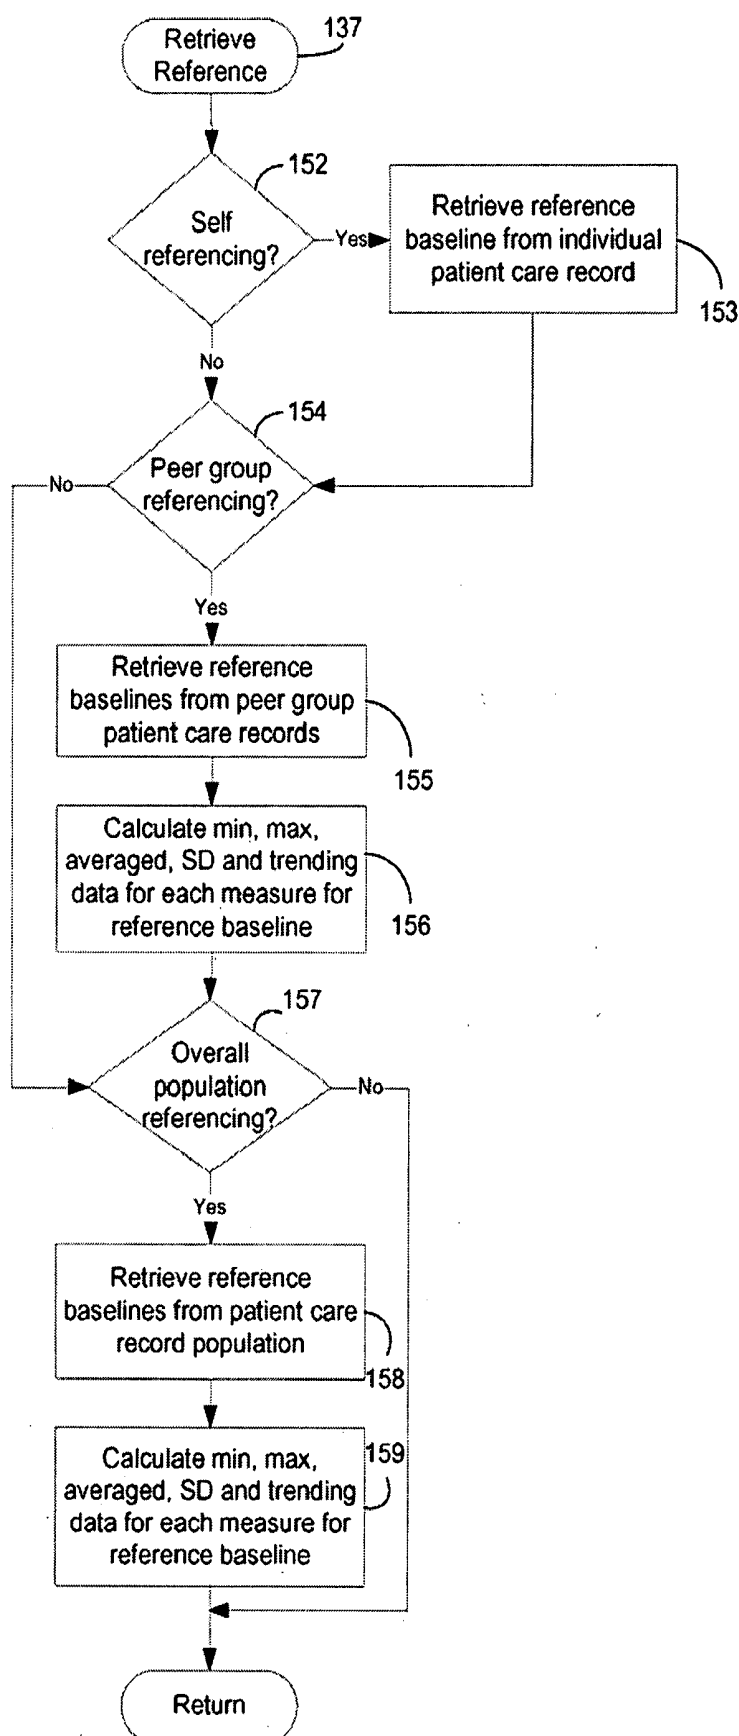 Retrieve
Reference
137
152
Self
referencing?
Yes
Retrieve reference
baseline from individual
patient care record
153
No
154
Peer group
referencing?
No
Yes
Retrieve reference
baselines from peer group
patient care records
155
Calculate min, max,
averaged, SD and trending
data for each measure for
reference baseline
156
157
Overall
population
referencing?
No
Yes
Retrieve reference
baselines from patient care
record population
158
Calculate min, max,
averaged, SD and trending
data for each measure for
reference baseline
159
Return